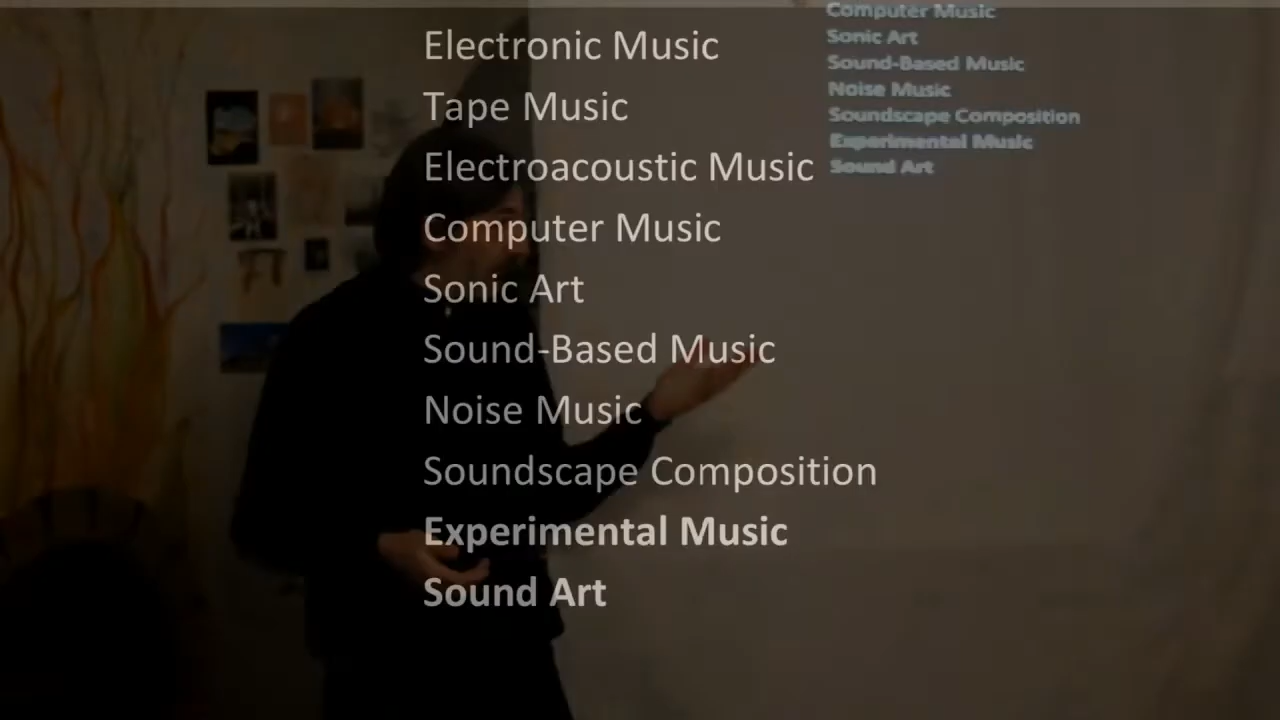 Electronic Music
Tape Music
Electroacoustic Music
Computer Music
Sonic Art
Sound-Based Music
Noise Music
Soundscape Composition
Experimental Music
Sound Art
Computer Music
Sonic Art
Sound-Based Music
Noise Music
Soundscape Composition
Experimental Music
Sound Art